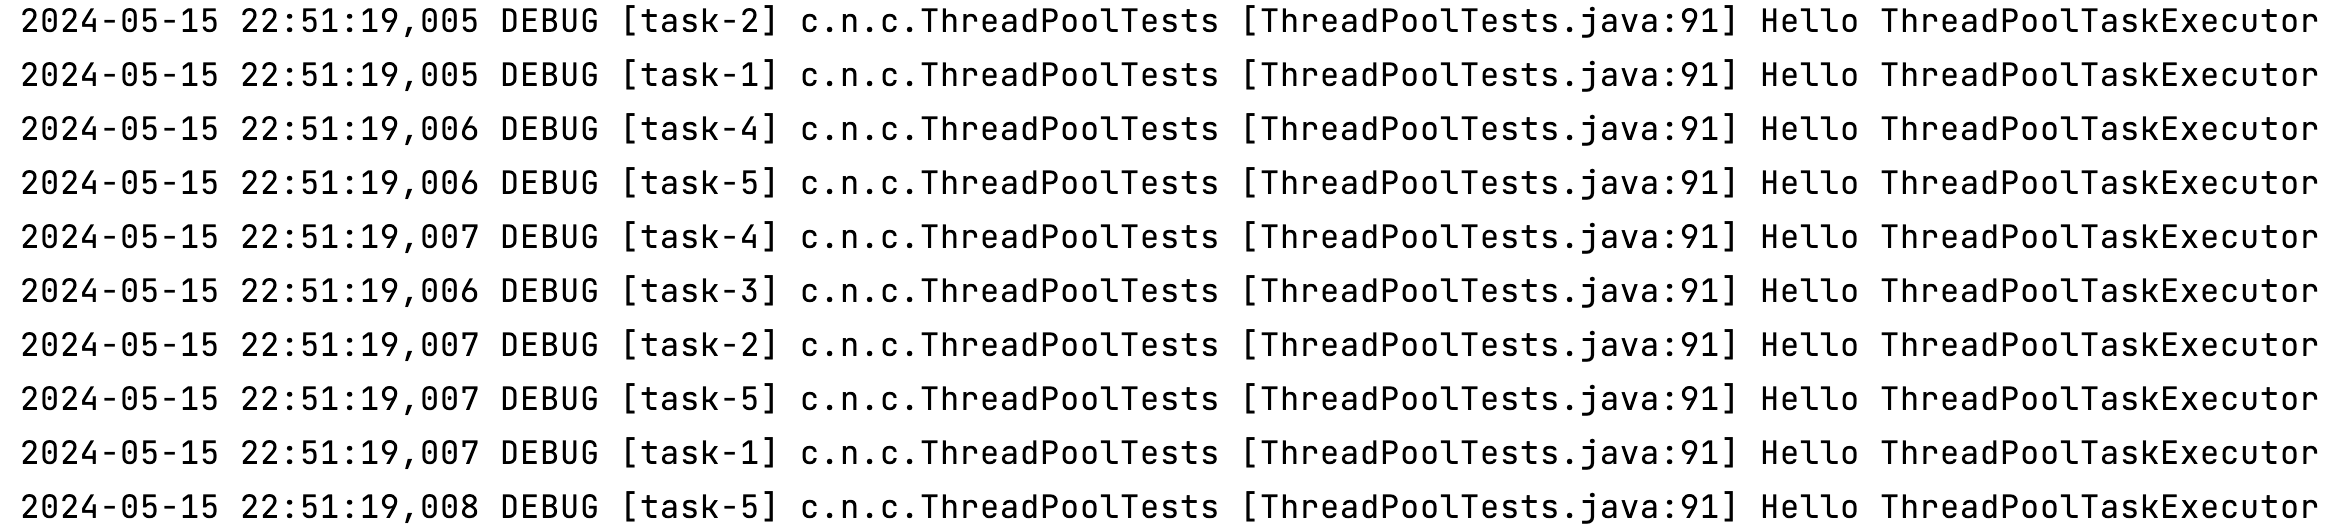 2024-05-15 22:51:19,005 DEBUG [task-2] c.n.c.ThreadPoolTests [ThreadPoolTests.java:91] Hello ThreadPoolTaskExecutor
2024-05-15 22:51:19,005 DEBUG [task-1] c.n.c.ThreadPoolTests [ThreadPoolTests.java:91] Hello ThreadPoolTaskExecutor
2024-05-15 22:51:19,006 DEBUG [task-4] c.n.c.ThreadPoolTests [ThreadPoolTests.java:91] Hello ThreadPoolTaskExecutor
2024-05-15 22:51:19,006 DEBUG [task-5] c.n.c.ThreadPoolTests [ThreadPoolTests.java:91] Hello ThreadPoolTaskExecutor
2024-05-15 22:51:19,007 DEBUG [task-4] c.n.c.ThreadPoolTests [ThreadPoolTests.java:91] Hello ThreadPoolTaskExecutor
2024-05-15 22:51:19,006 DEBUG [task-3] c.n.c.ThreadPoolTests [ThreadPoolTests.java:91] Hello ThreadPoolTaskExecutor
2024-05-15 22:51:19,007 DEBUG [task-2] c.n.c.ThreadPoolTests [ThreadPoolTests.java:91] Hello ThreadPoolTaskExecutor
2024-05-15 22:51:19,007 DEBUG [task-5] c.n.c.ThreadPoolTests [ThreadPoolTests.java:91] Hello ThreadPoolTaskExecutor
2024-05-15 22:51:19,007 DEBUG [task-1] c.n.c.ThreadPoolTests [ThreadPoolTests.java:91] Hello ThreadPoolTaskExecutor
2024-05-15 22:51:19,008 DEBUG [task-5] c.n.c.ThreadPoolTests [ThreadPoolTests.java:91] Hello ThreadPoolTaskExecutor